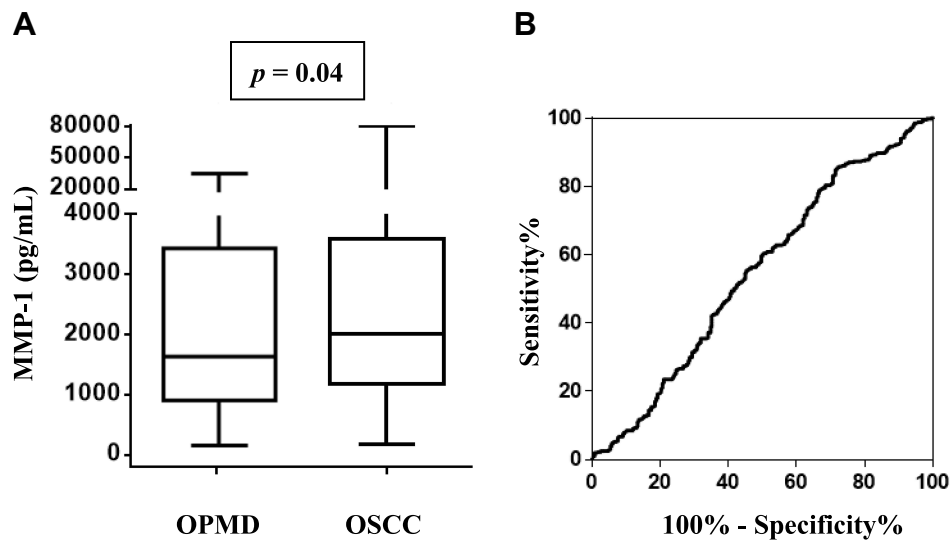 A
p = 0.04
MMP-1 (pg/mL)
80000
50000
20000
4000
3000
2000
1000
0
OPMD
OSCC
B
Sensitivity%
100
80
60
40
20
0
0
20
40
60
80
100
100% - Specificity%